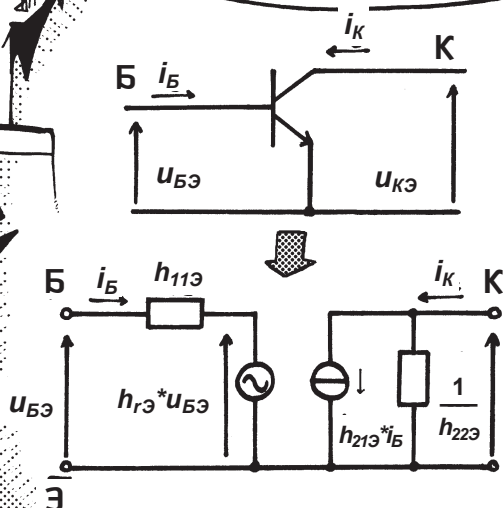 iК
Б iБ К
uБЭ uКЭ
Б iБ h11Э iК К
uБЭ hrЭ*uБЭ h21Э*iБ 1/h22Э
Э